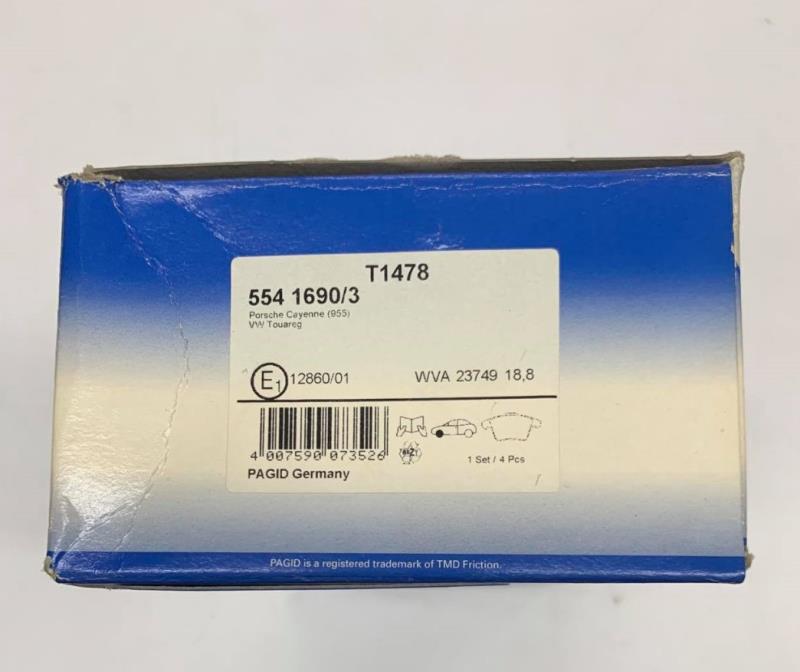 T1478
554 1690/3
Porsche Cayenne (955)
VW Touareg
E1 12860/01 WVA 23749 18,8
4 007590 073526
1 Set / 4 Pcs
PAGID Germany
PAGID is a registered trademark of TMD Friction.